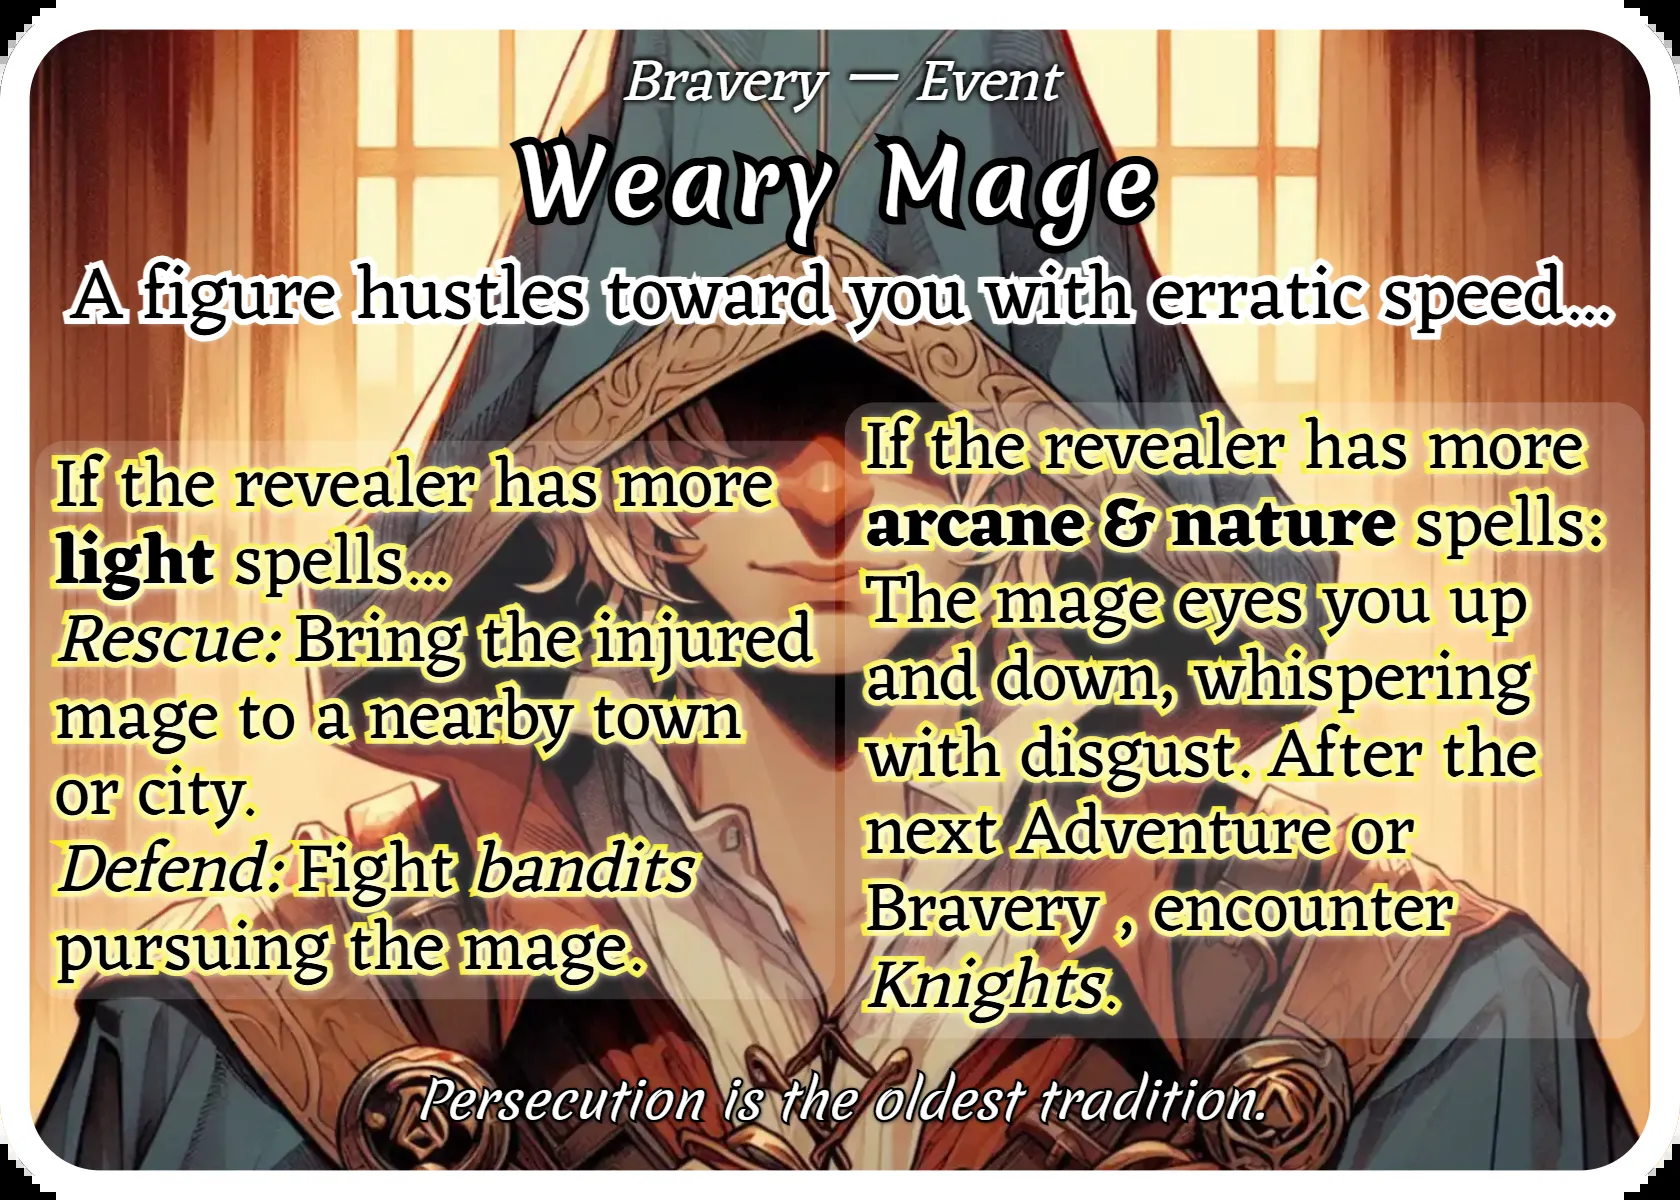 Bravery — Event
Weary Mage
A figure hustles toward you with erratic speed...
If the revealer has more
light spells...
Rescue: Bring the injured
mage to a nearby town
or city.
Defend: Fight bandits
pursuing the mage.
If the revealer has more
arcane & nature spells:
The mage eyes you up
and down, whispering
with disgust. After the
next Adventure or
Bravery , encounter
Knights.
Persecution is the oldest tradition.